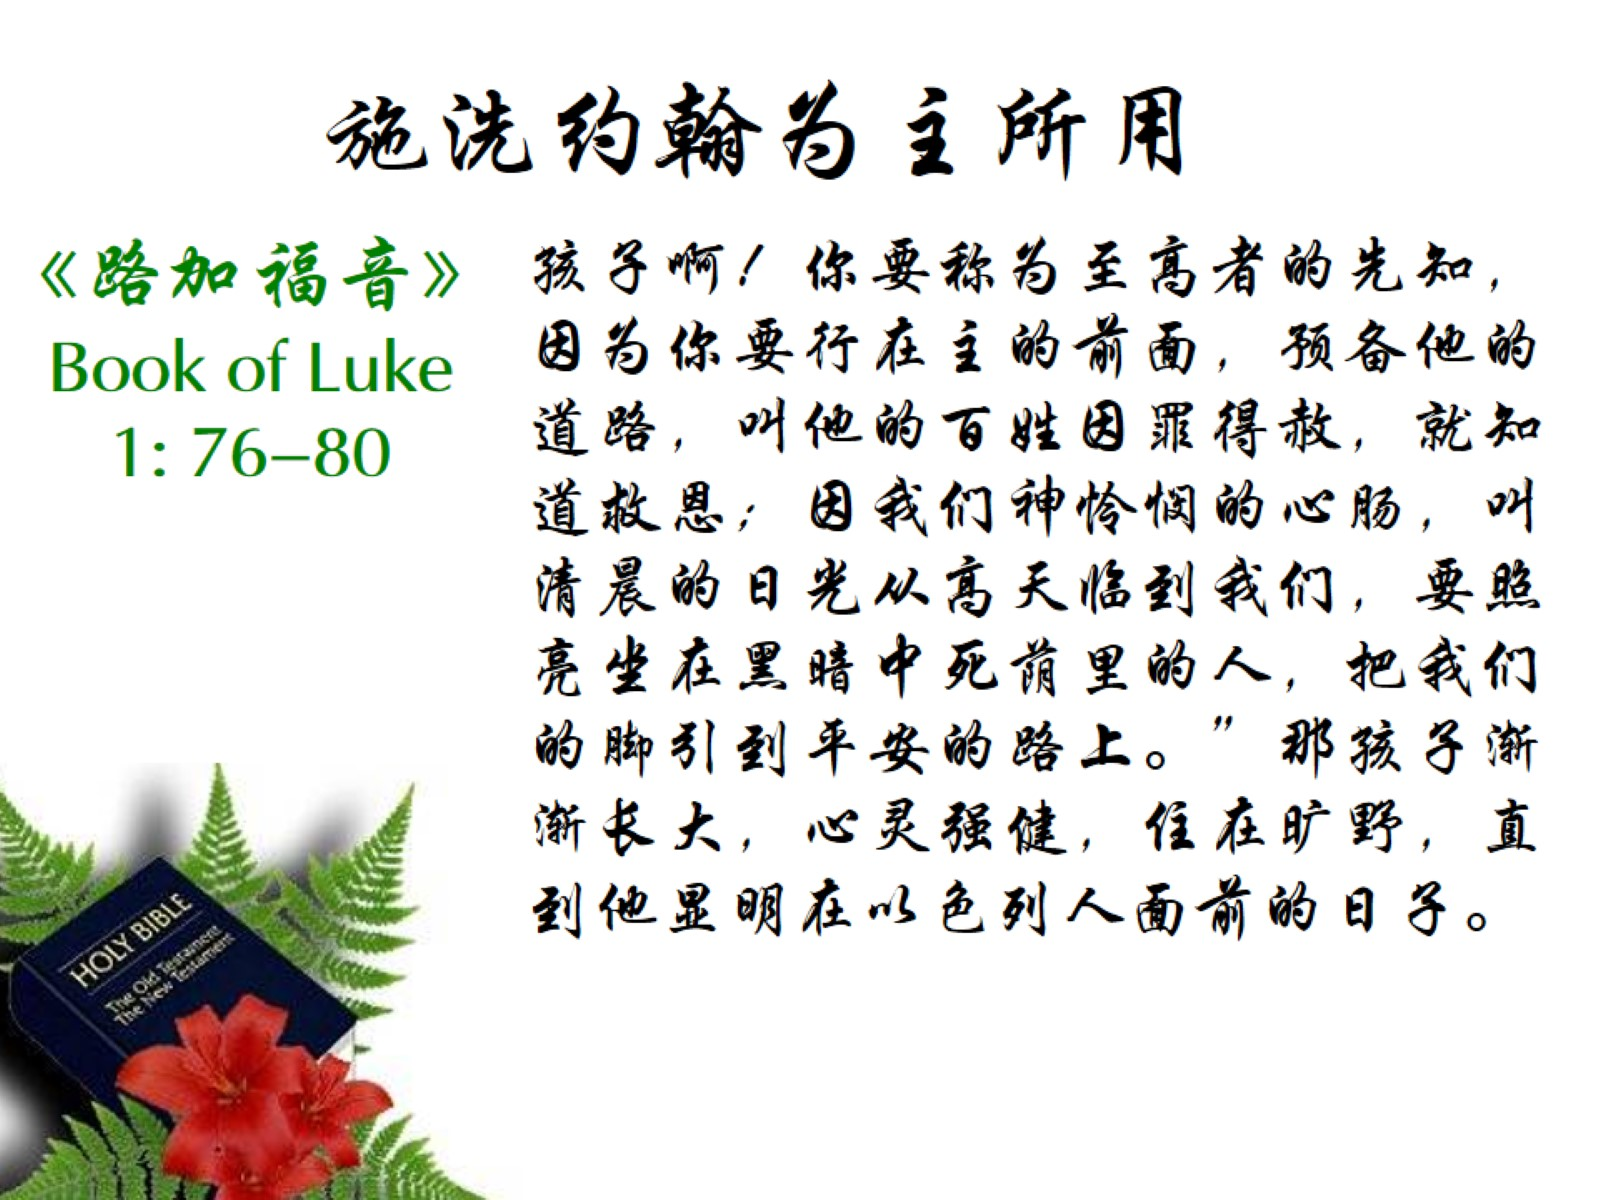 施洗约翰为主所用
《路加福音》
Book of Luke
1: 76–80
孩子啊！你要称为至高者的先知，
因为你要行在主的前面，预备他的
道路，叫他的百姓因罪得赦，就知
道救恩；因我们神怜悯的心肠，叫
清晨的日光从高天临到我们，要照
亮坐在黑暗中死荫里的人，把我们
的脚引到平安的路上。”那孩子渐
渐长大，心灵强健，住在旷野，直
到他显明在以色列人面前的日子。
HOLY BIBLE
The Old Testament
The New Testament